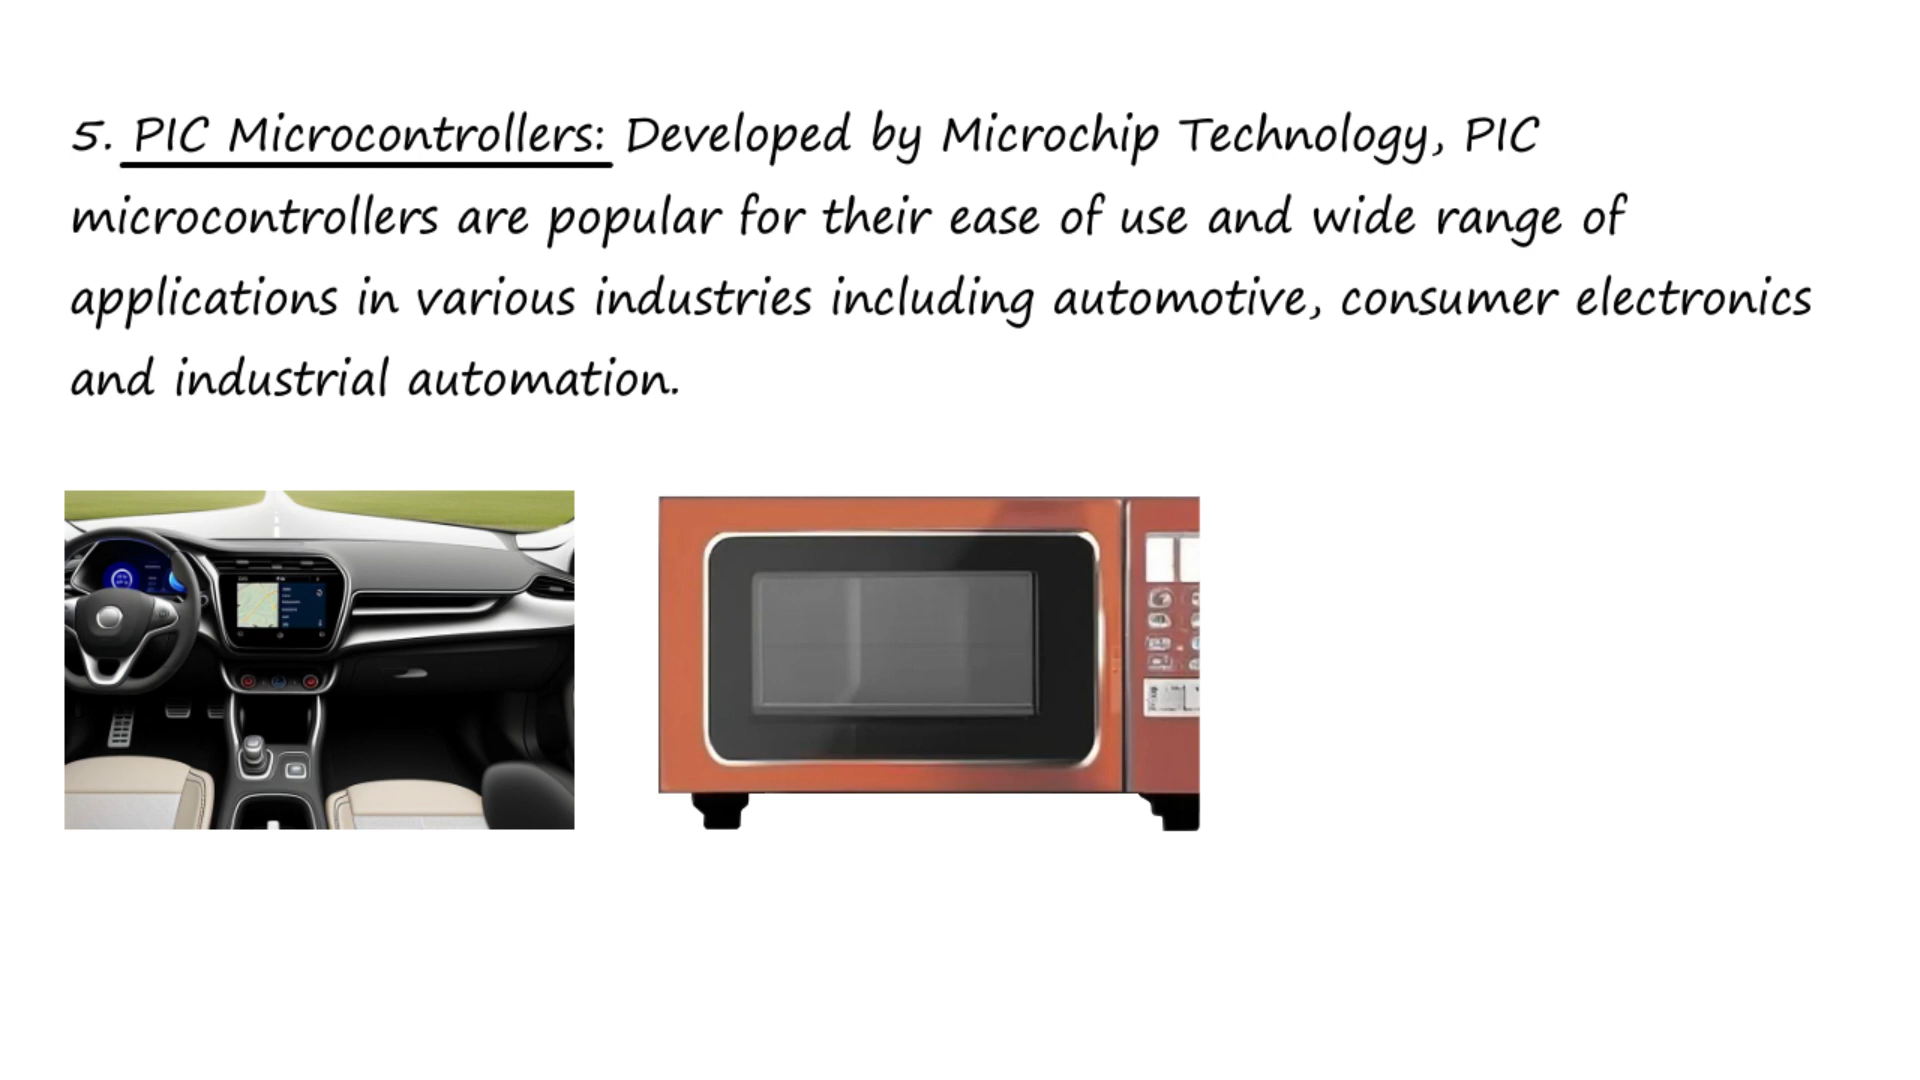 5. PIC Microcontrollers: Developed by Microchip Technology, PIC
microcontrollers are popular for their ease of use and wide range of
applications in various industries including automotive, consumer electronics
and industrial automation.